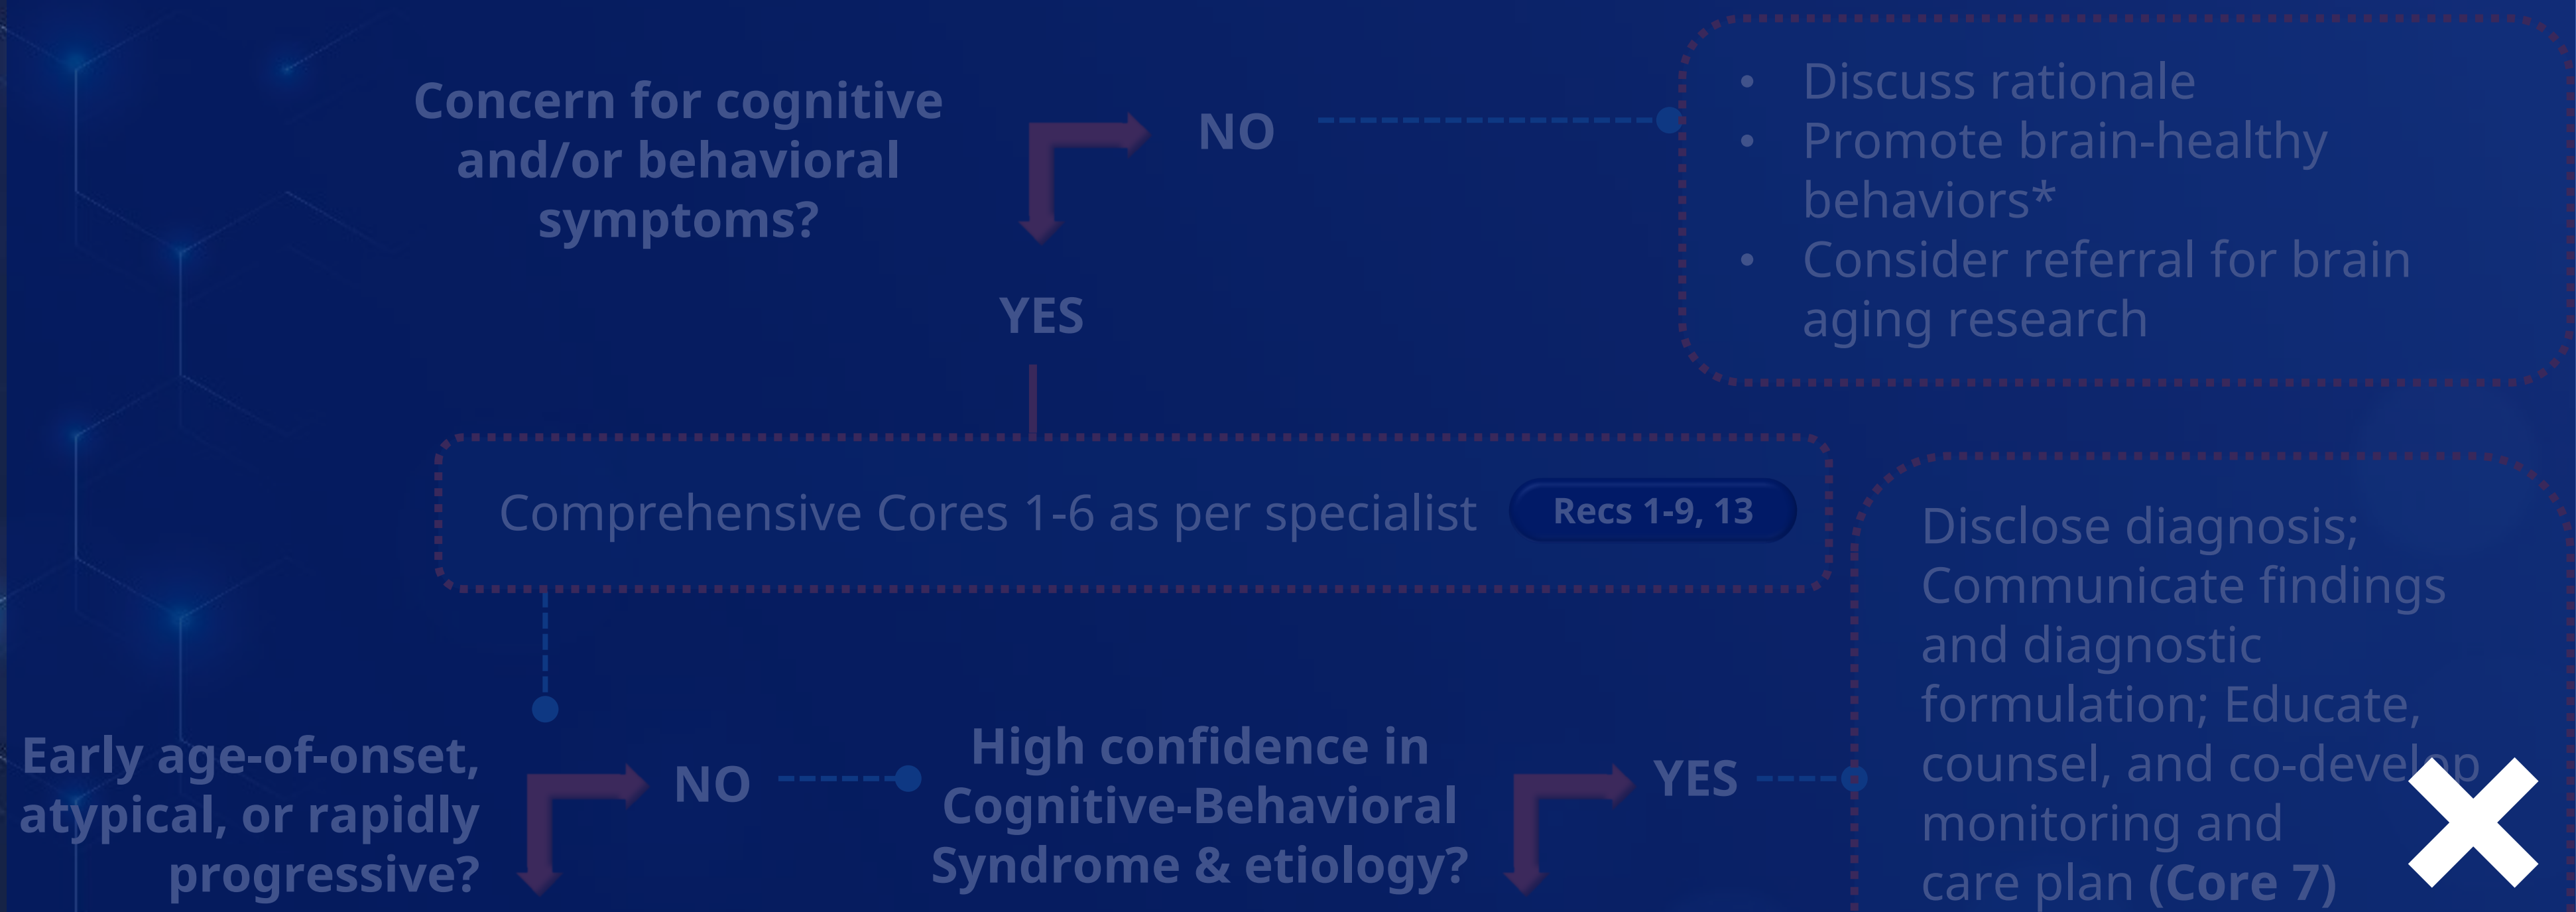 Concern for cognitive
and/or behavioral
symptoms?
NO
• Discuss rationale
• Promote brain-healthy
behaviors*
• Consider referral for brain
aging research
YES
Comprehensive Cores 1-6 as per specialist
Recs 1-9, 13
Disclose diagnosis;
Communicate findings
and diagnostic
formulation; Educate,
counsel, and co-develop
monitoring and
care plan (Core 7)
Early age-of-onset,
atypical, or rapidly
progressive?
NO
High confidence in
Cognitive-Behavioral
Syndrome & etiology?
YES